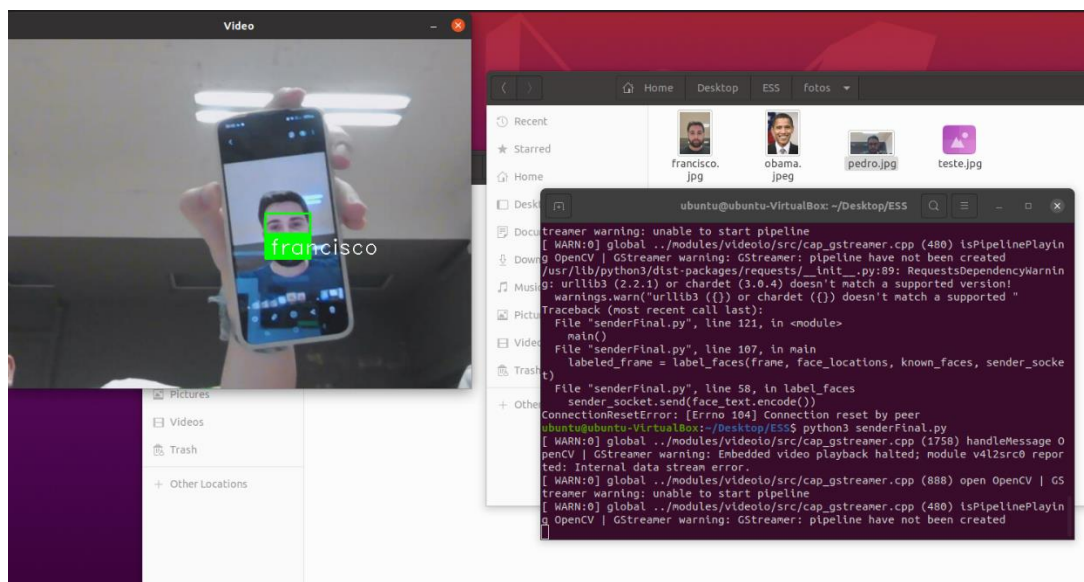 Video
francisco
Home Desktop ESS fotos
Recent
Starred
Home
Deskt
Docu
Down
Music
Pictu
Video
Trash
Other
francisco.
jpg
obama.
jpeg
pedro.jpg
teste.jpg
Pictures
Videos
Trash
Other Locations
ubuntu@ubuntu-VirtualBox: ~/Desktop/ESS
treamer warning: unable to start pipeline
[ WARN:0] global ../modules/videoio/src/cap_gstreamer.cpp (480) isPipelinePlayin
g OpenCV | GStreamer warning: GStreamer: pipeline have not been created
/usr/lib/python3/dist-packages/requests/__init__.py:89: RequestsDependencyWarnin
g: urllib3 (2.2.1) or chardet (3.0.4) doesn't match a supported version!
warnings.warn("urllib3 ({}) or chardet ({}) doesn't match a supported "
Traceback (most recent call last):
File "senderFinal.py", line 121, in <module>
main()
File "senderFinal.py", line 107, in main
labeled_frame = label_faces(frame, face_locations, known_faces, sender_socke
t)
File "senderFinal.py", line 58, in label_faces
sender_socket.send(face_text.encode())
ConnectionResetError: [Errno 104] Connection reset by peer
ubuntu@ubuntu-VirtualBox:~/Desktop/ESS$ python3 senderFinal.py
[ WARN:0] global ../modules/videoio/src/cap_gstreamer.cpp (1758) handleMessage O
penCV | GStreamer warning: Embedded video playback halted; module v4l2src0 repor
ted: Internal data stream error.
[ WARN:0] global ../modules/videoio/src/cap_gstreamer.cpp (888) open OpenCV | GS
treamer warning: unable to start pipeline
[ WARN:0] global ../modules/videoio/src/cap_gstreamer.cpp (480) isPipelinePlayin
g OpenCV | GStreamer warning: GStreamer: pipeline have not been created